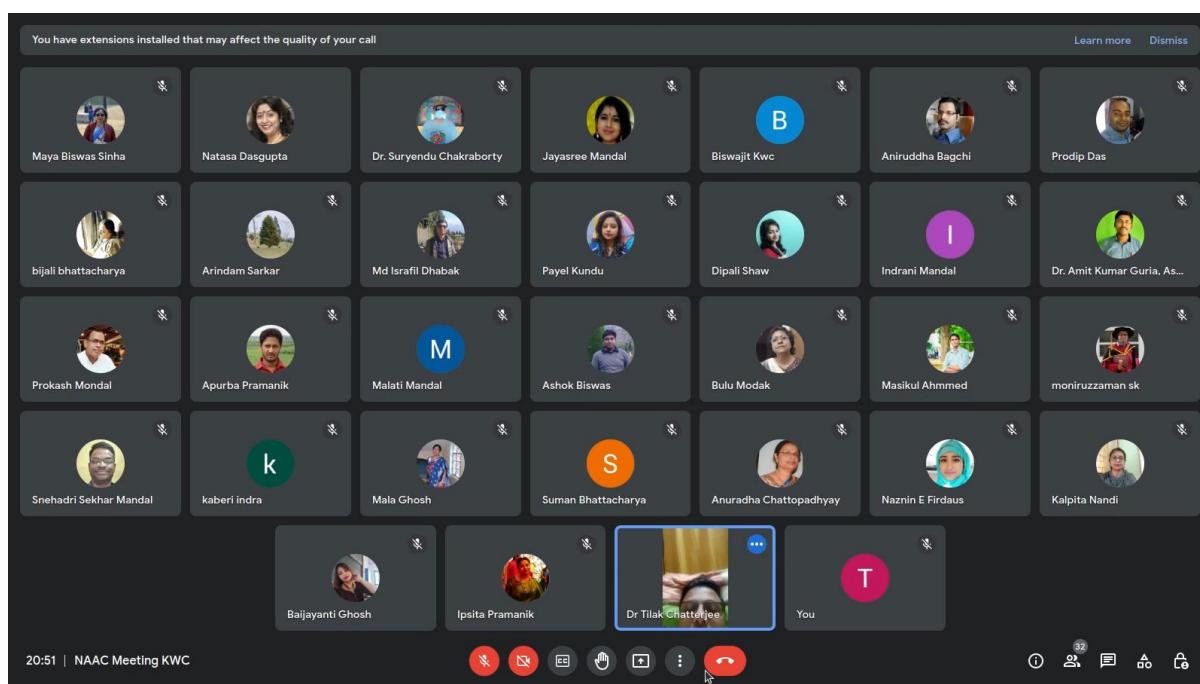 You have extensions installed that may affect the quality of your call
Learn more Dismiss
Maya Biswas Sinha
Natasa Dasgupta
Dr. Suryendu Chakraborty
Jayasree Mandal
B
Biswajit Kwc
Aniruddha Bagchi
Prodip Das
bijali bhattacharya
Arindam Sarkar
Md Israfil Dhabak
Payel Kundu
Dipali Shaw
I
Indrani Mandal
Dr. Amit Kumar Guria, As...
Prokash Mondal
Apurba Pramanik
M
Malati Mandal
Ashok Biswas
Bulu Modak
Masikul Ahmmed
moniruzzaman sk
Snehadri Sekhar Mandal
k
kaberi indra
Mala Ghosh
S
Suman Bhattacharya
Anuradha Chattopadhyay
Naznin E Firdaus
Kalpita Nandi
Baijayanti Ghosh
Ipsita Pramanik
Dr Tilak Chatterjee
T
You
20:51 | NAAC Meeting KWC
CC
32